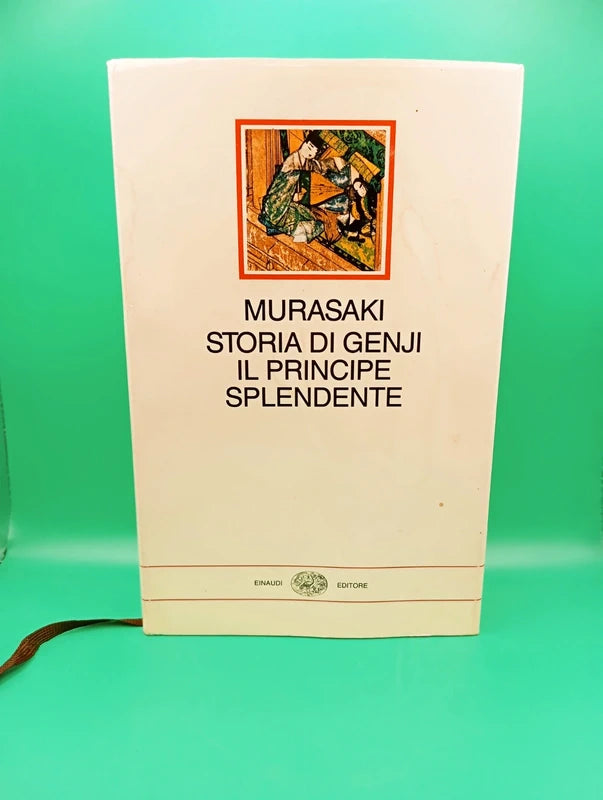 MURASAKI
STORIA DI GENJI
IL PRINCIPE
SPLENDENTE
EINAUDI EDITORE